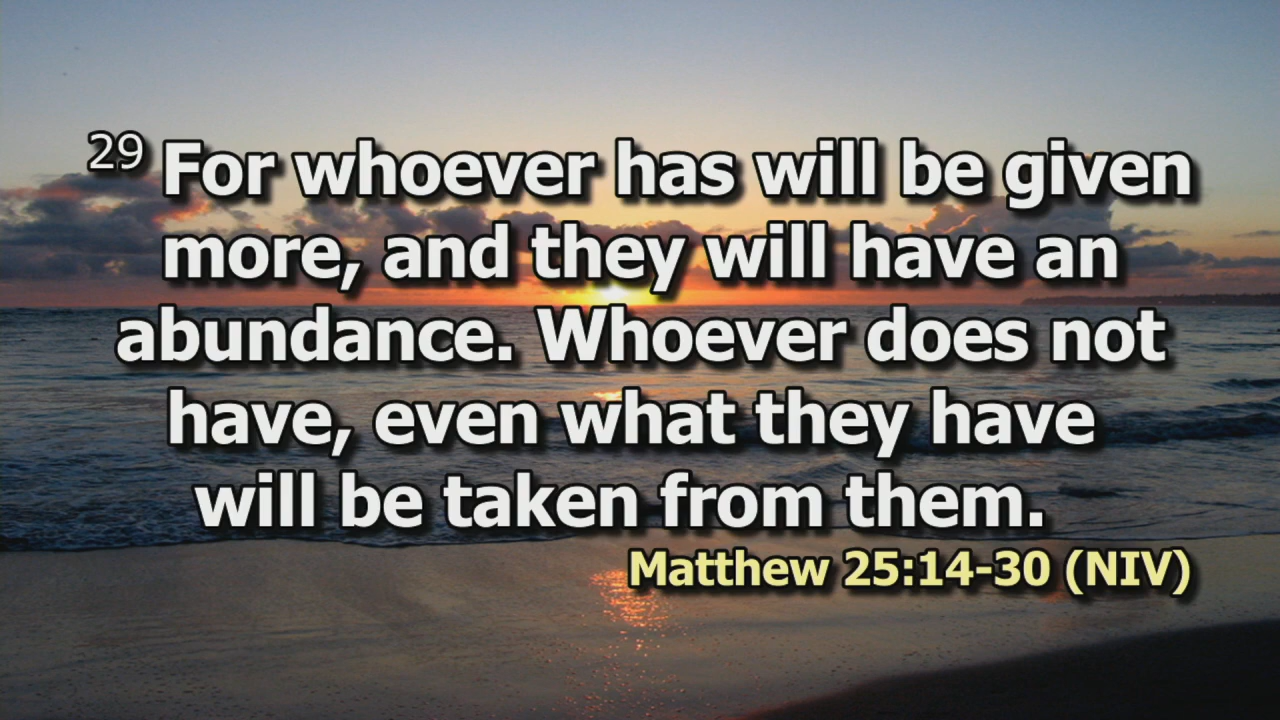 29 For whoever has will be given
more, and they will have an
abundance. Whoever does not
have, even what they have
will be taken from them.
Matthew 25:14-30 (NIV)